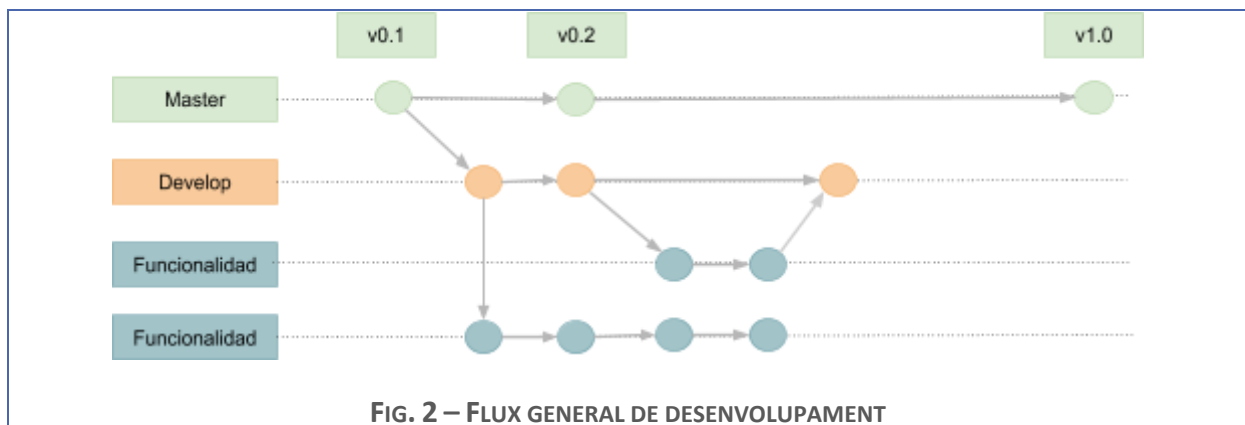 v0.1
v0.2
v1.0
Master
Develop
Funcionalidad
Funcionalidad
FIG. 2 – FLUX GENERAL DE DESENVOLUPAMENT